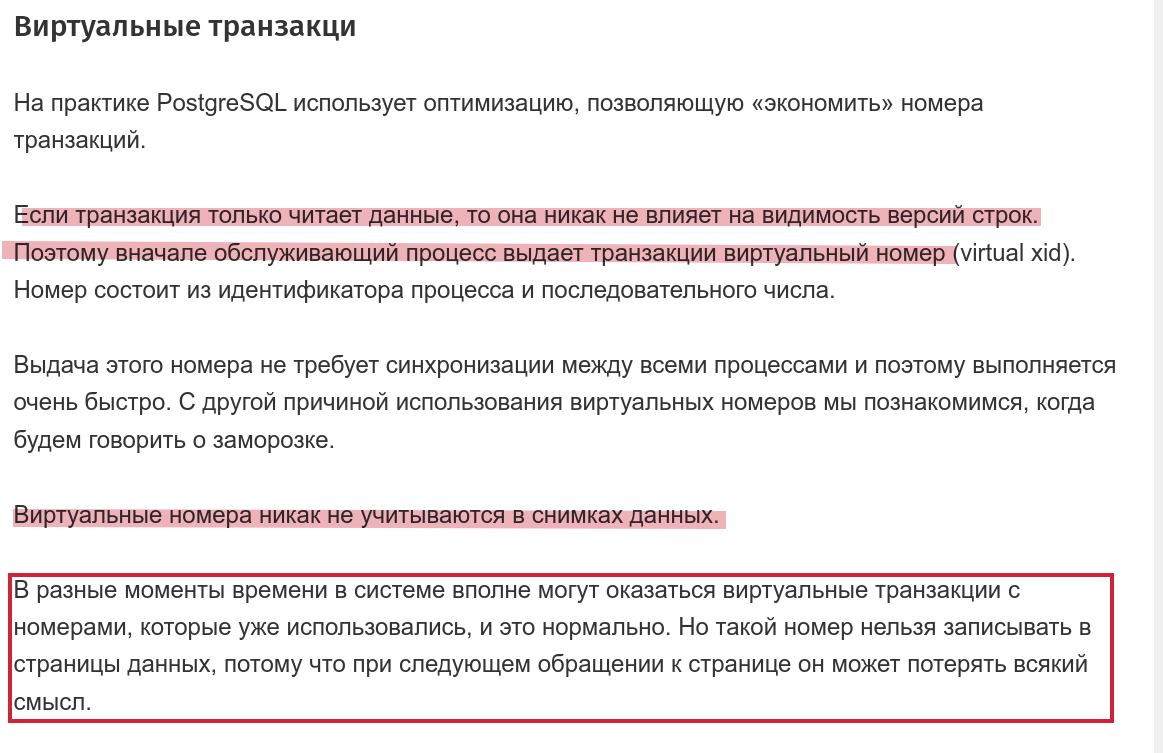 Виртуальные транзакци
На практике PostgreSQL использует оптимизацию, позволяющую «экономить» номера
транзакций.
Если транзакция только читает данные, то она никак не влияет на видимость версий строк.
Поэтому вначале обслуживающий процесс выдает транзакции виртуальный номер (virtual xid).
Номер состоит из идентификатора процесса и последовательного числа.
Выдача этого номера не требует синхронизации между всеми процессами и поэтому выполняется
очень быстро. С другой причиной использования виртуальных номеров мы познакомимся, когда
будем говорить о заморозке.
Виртуальные номера никак не учитываются в снимках данных.
В разные моменты времени в системе вполне могут оказаться виртуальные транзакции с
номерами, которые уже использовались, и это нормально. Но такой номер нельзя записывать в
страницы данных, потому что при следующем обращении к странице он может потерять всякий
смысл.